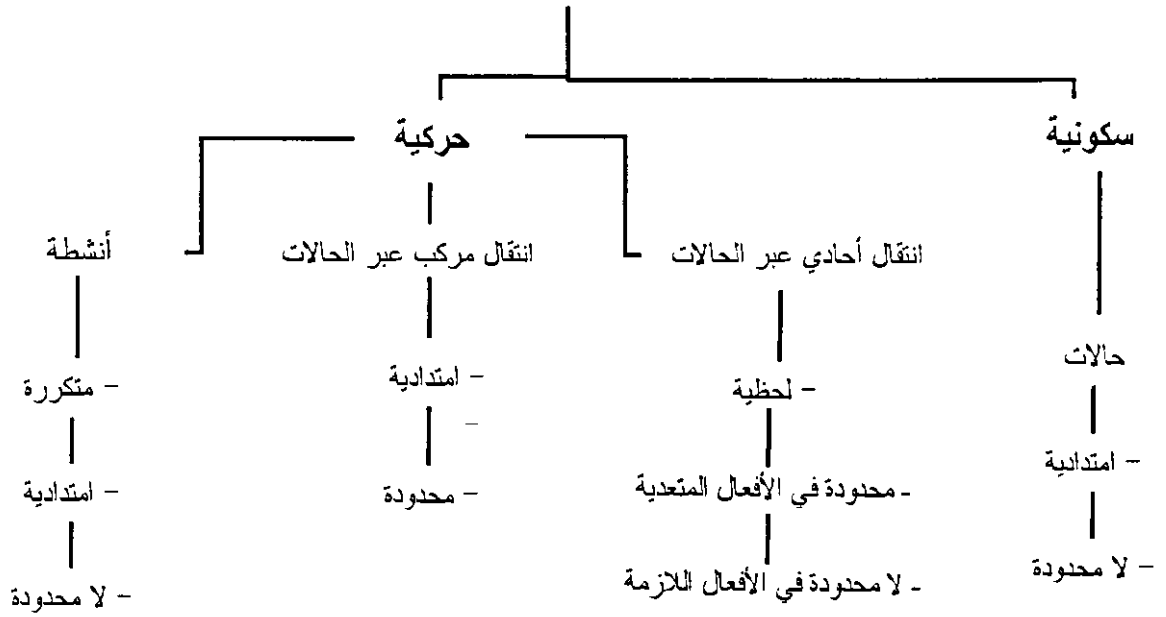 سكونية
حركية
حالات
- امتدادية
- لا محدودة
انتقال أحادي عبر الحالات
- لحظية
- محدودة في الأفعال المتعدية
- لا محدودة في الأفعال اللازمة
انتقال مركب عبر الحالات
- امتدادية
-
- محدودة
أنشطة
- متكررة
- امتدادية
- لا محدودة